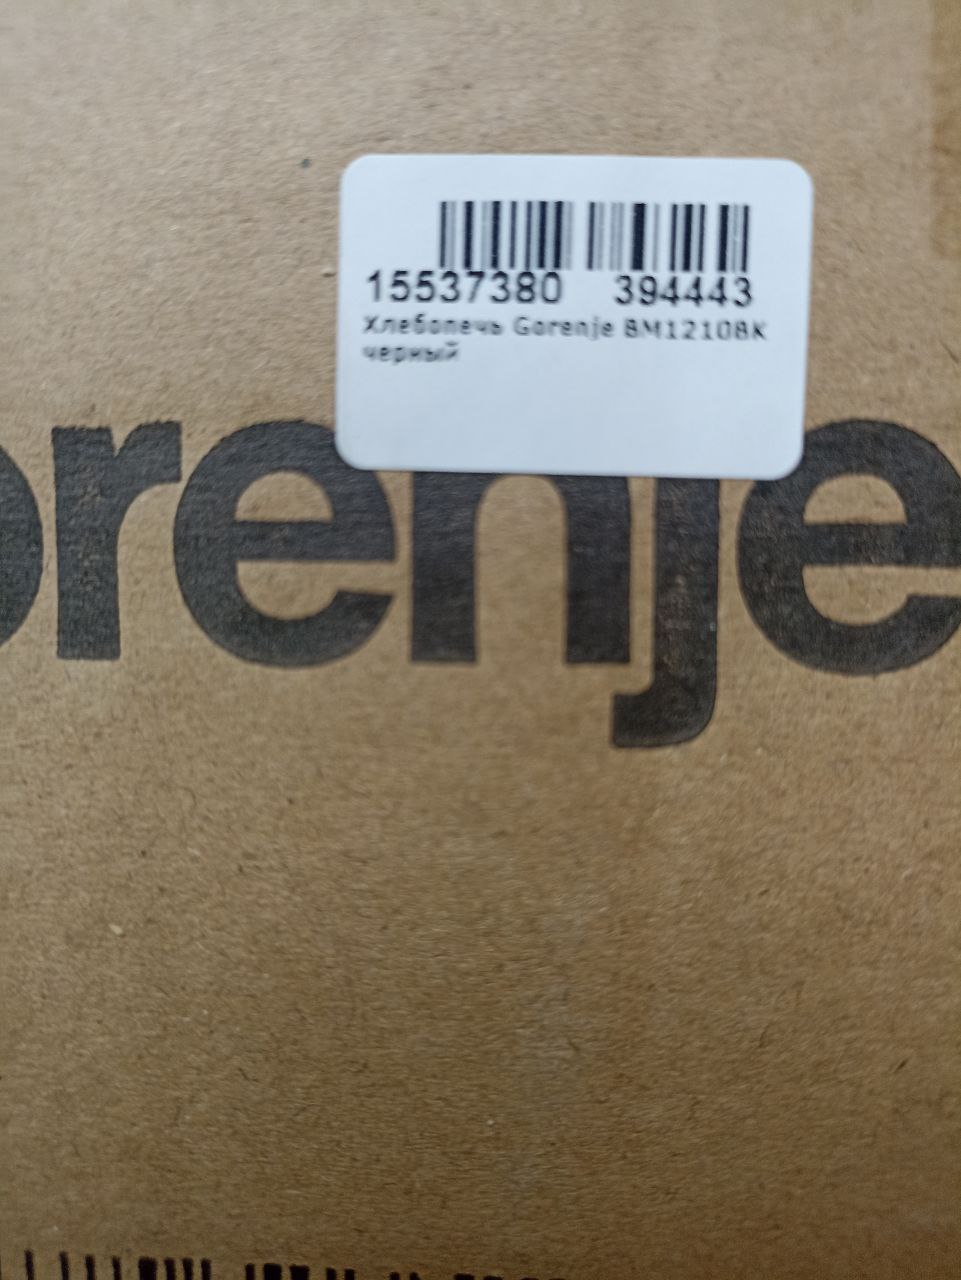 15537380 394443
Хлебопечь Gorenje BM1210BK
черный
orenje